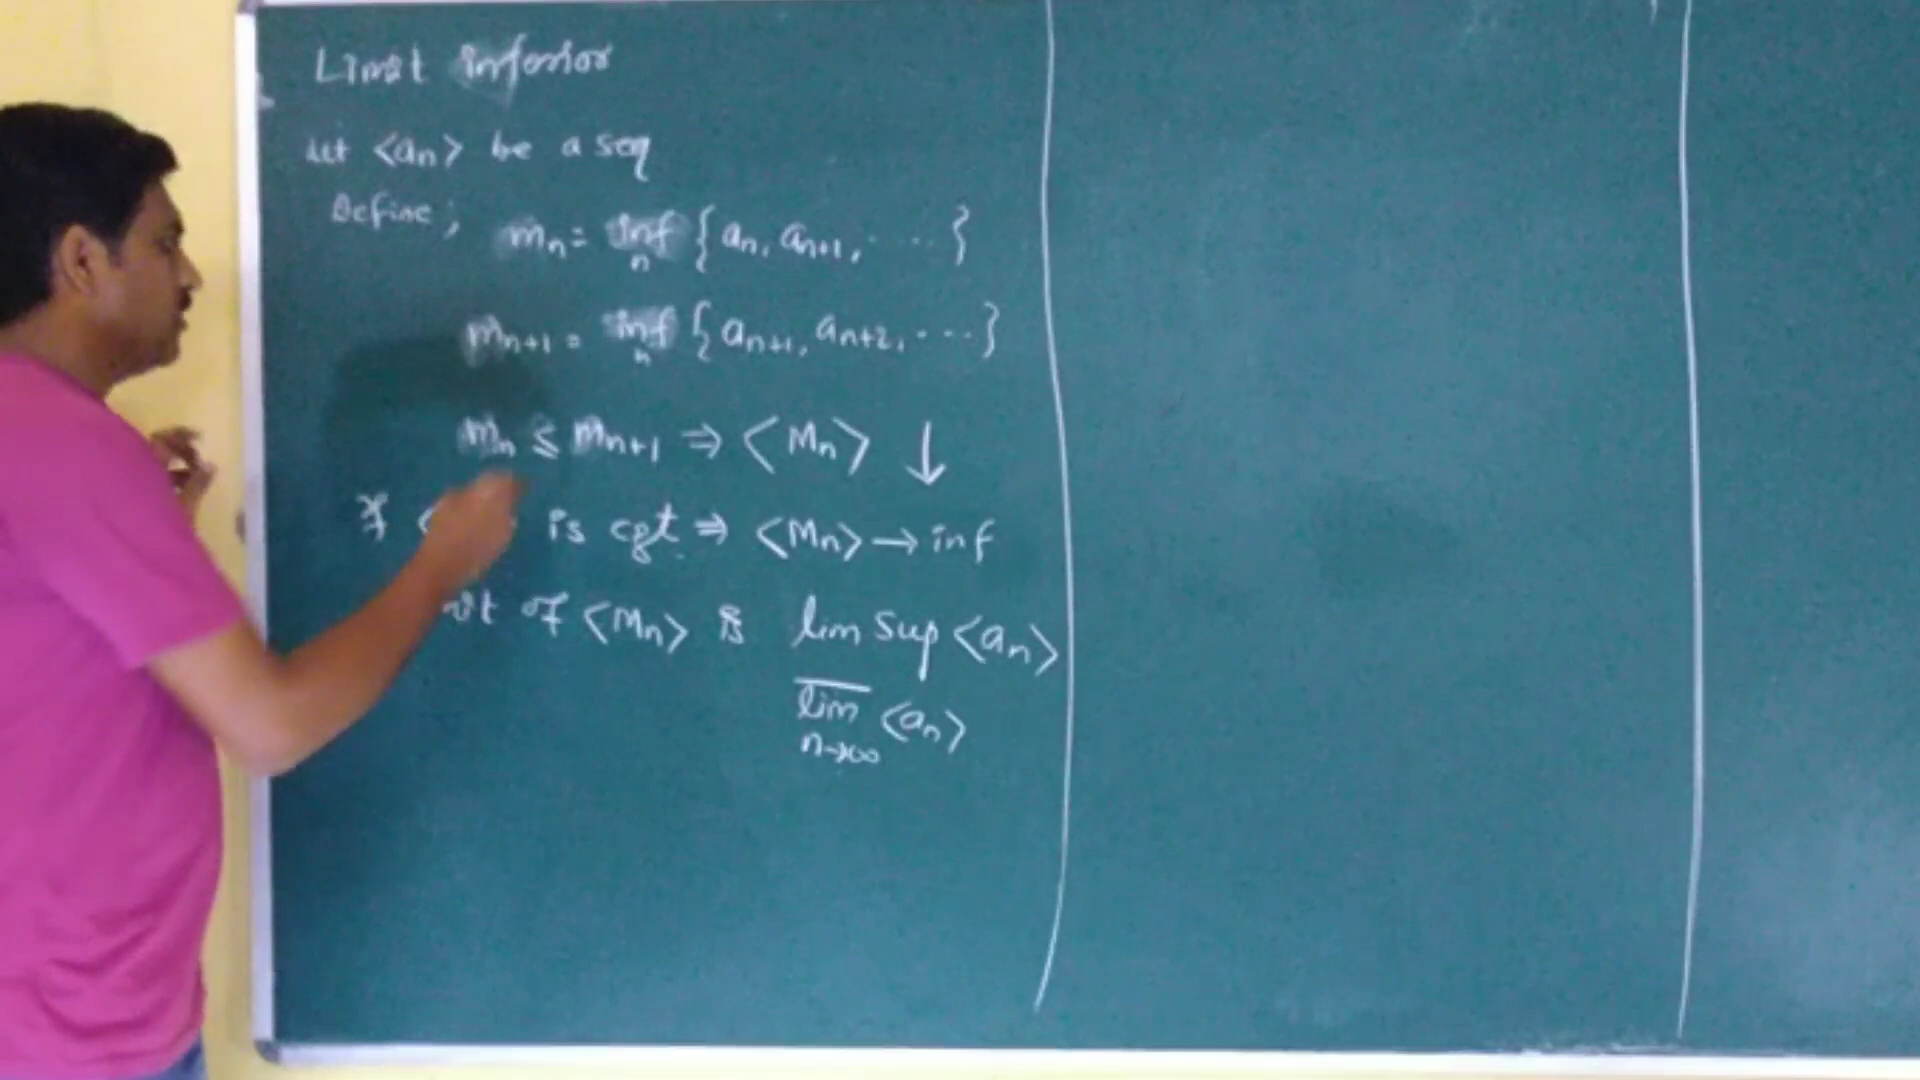 Limit inferior
Let <an> be a seq
Define; mn = inf n { an, an+1, ..... }
mn+1 = inf n { an+1, an+2, ..... }
mn ≤ mn+1 ⇒ <Mn> ↓
If < is cgt. ⇒ <Mn> → inf
of <Mn> is lim sup <an>
l̅i̅m̅ n→∞ <an>